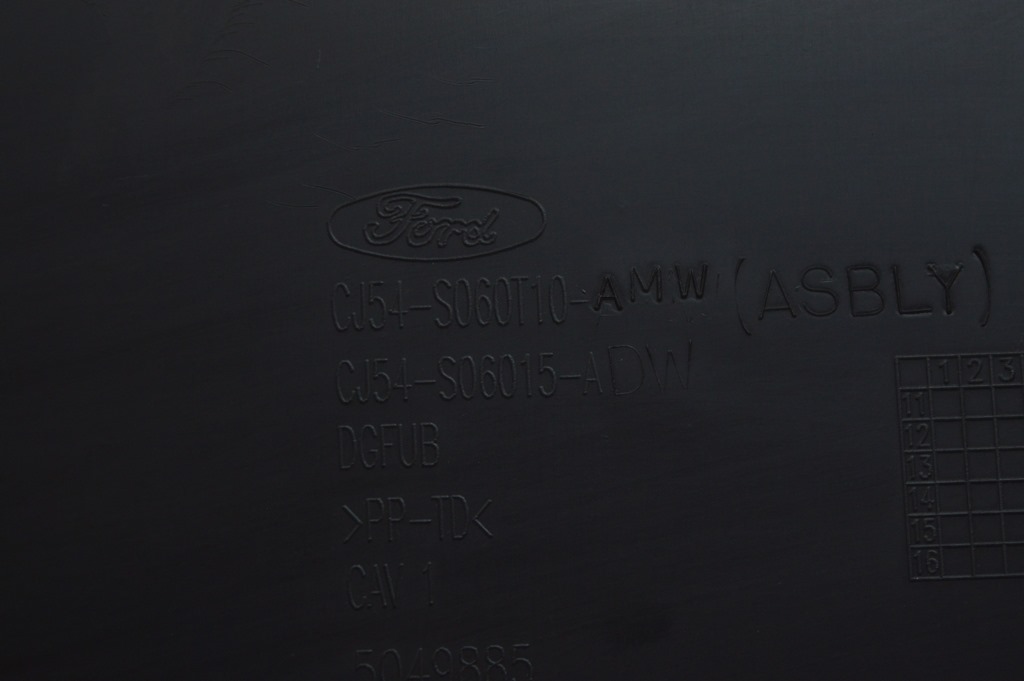 Ford
CJ54-S060T10-AMW (ASBLY)
CJ54-S06015-ADW
DGFUB
>PP-TD<
CAV 1
5049885
1 2 3
11
12
13
14
15
16